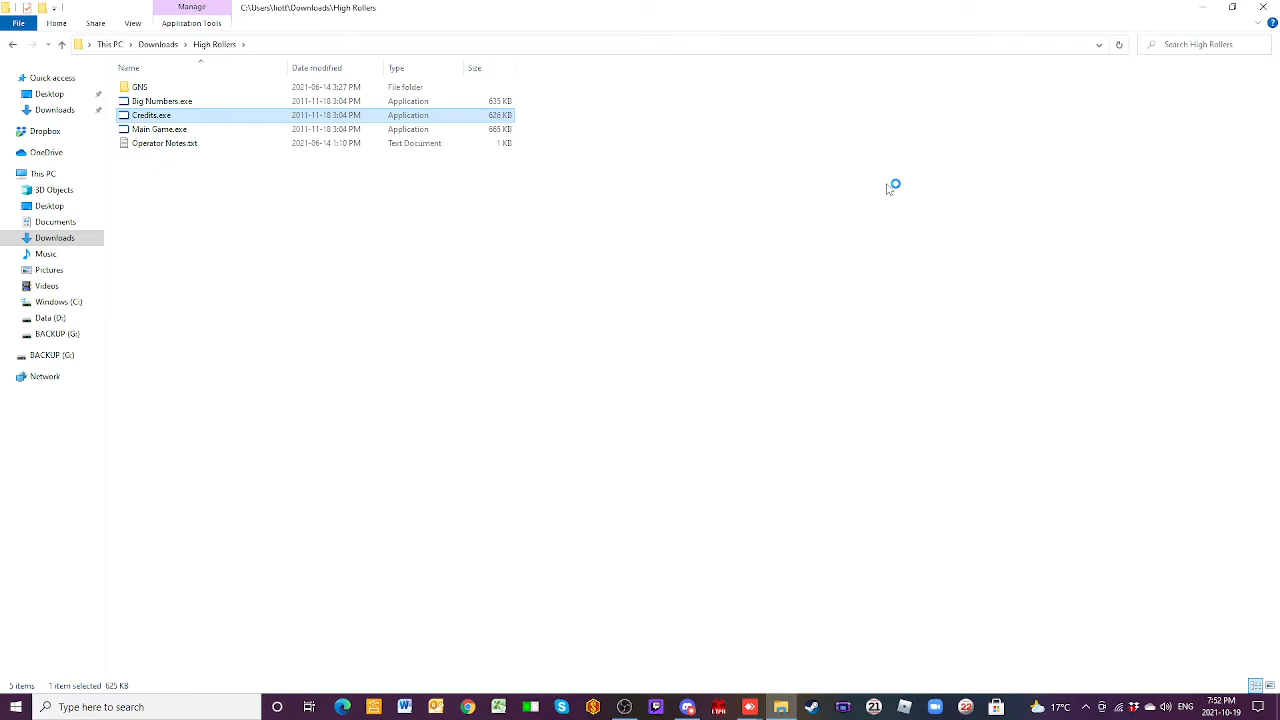 Manage
C:\Users\liott\Downloads\High Rollers
File
Home
Share
View
Application Tools
This PC
Downloads
High Rollers
Search High Rollers
Name
Date modified
Type
Size
GNS
2021-06-14 3:27 PM
File folder
Big Numbers.exe
2011-11-18 3:04 PM
Application
635 KB
Credits.exe
2011-11-18 3:04 PM
Application
626 KB
Main Game.exe
2011-11-18 3:04 PM
Application
665 KB
Operator Notes.txt
2021-06-14 1:10 PM
Text Document
1 KB
Quick access
Desktop
Downloads
Dropbox
OneDrive
This PC
3D Objects
Desktop
Documents
Downloads
Music
Pictures
Videos
Windows (C:)
Data (D:)
BACKUP (G:)
BACKUP (G:)
Network
5 items
1 item selected 625 KB
Type here to search
21
22
17°C
ENG
7:52 PM
2021-10-19